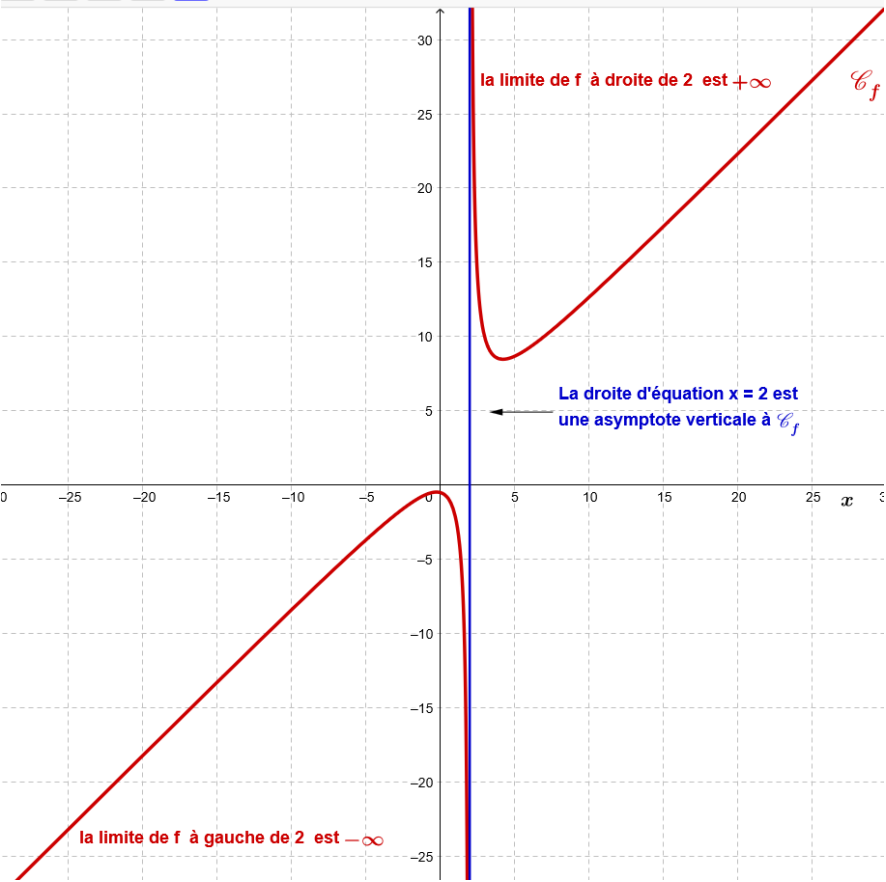 30
la limite de f à droite de 2 est +∞
𝒞f
25
20
15
10
La droite d'équation x = 2 est
une asymptote verticale à 𝒞f
5
0 –25 –20 –15 –10 –5 0 5 10 15 20 25 x 3
–5
–10
–15
–20
la limite de f à gauche de 2 est –∞
–25